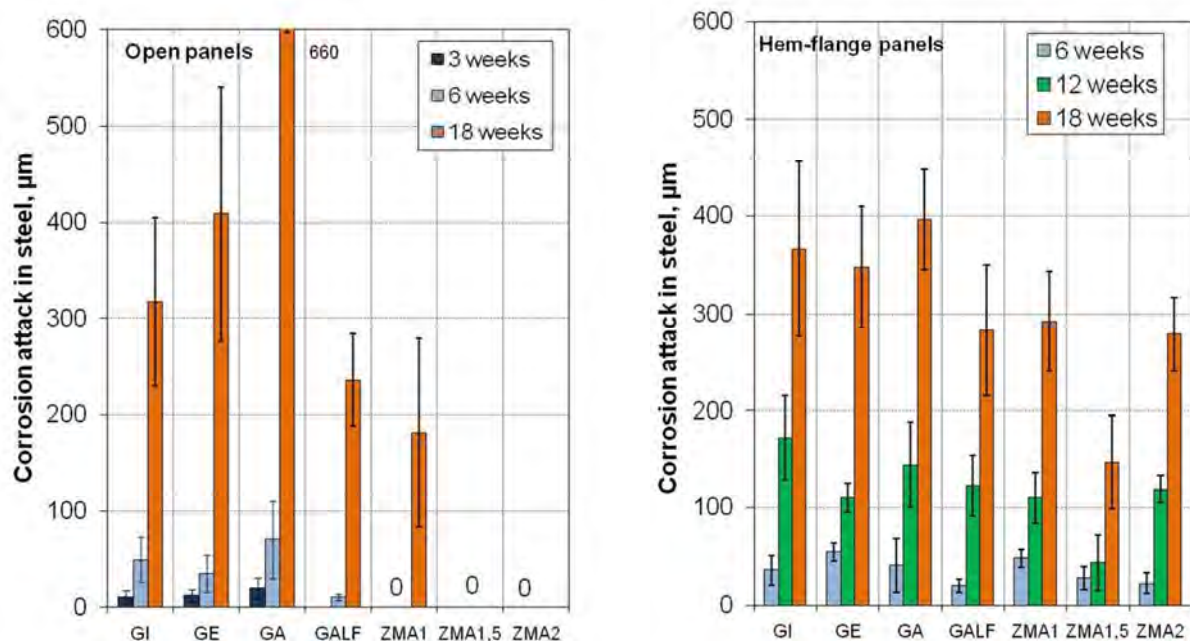 Open panels
660
3 weeks
6 weeks
18 weeks
Corrosion attack in steel, µm
600
500
400
300
200
100
0
0 0 0
GI GE GA GALF ZMA1 ZMA1,5 ZMA2
Hem-flange panels
6 weeks
12 weeks
18 weeks
Corrosion attack in steel, µm
600
500
400
300
200
100
0
GI GE GA GALF ZMA1 ZMA1.5 ZMA2